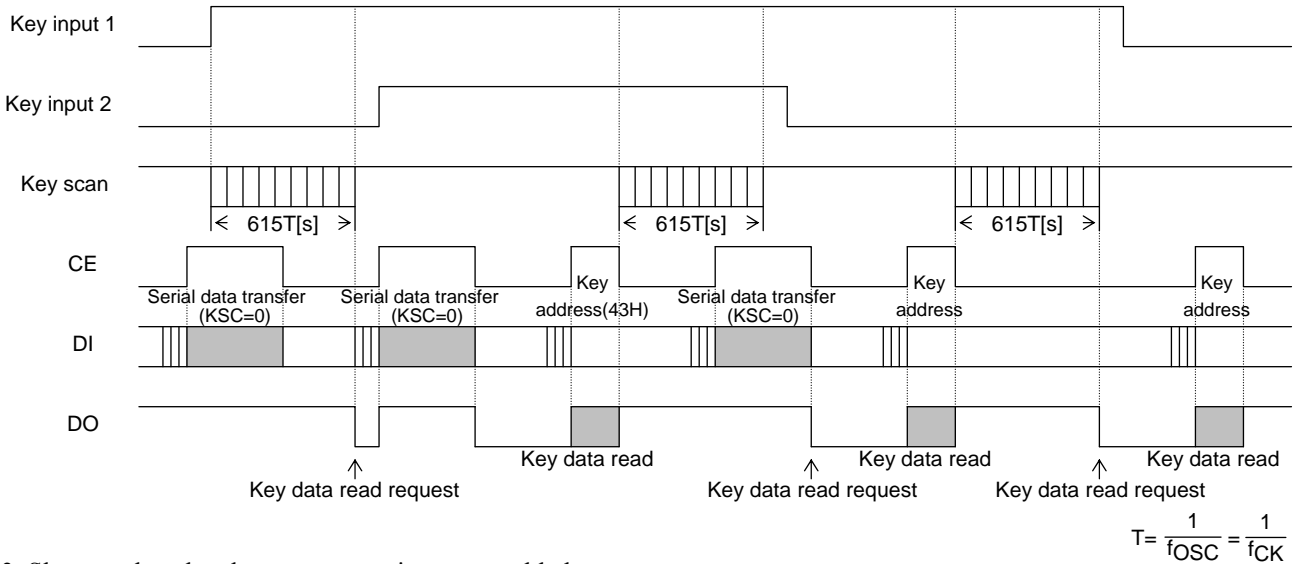 Key input 1
Key input 2
Key scan
615T[s] 615T[s] 615T[s]
CE
Key Key Key
Serial data transfer Serial data transfer address(43H) Serial data transfer address address
(KSC=0) (KSC=0) (KSC=0)
DI
DO
Key data read Key data read Key data read
Key data read request Key data read request Key data read request
T= 1/fOSC = 1/fCK